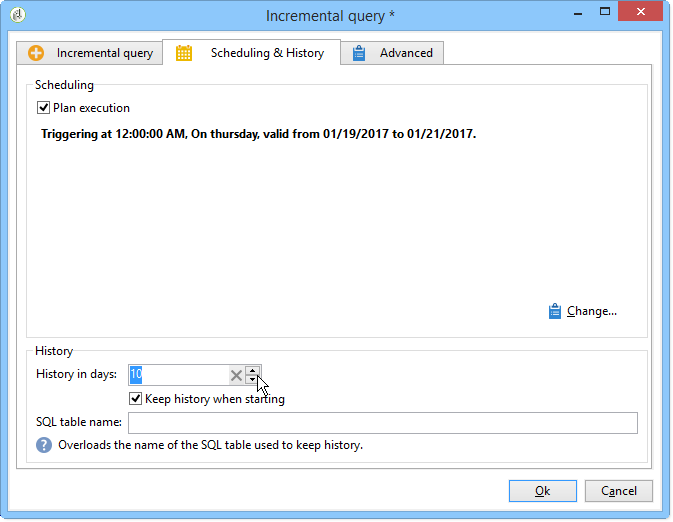 Incremental query *
Incremental query Scheduling & History Advanced
Scheduling
Plan execution
Triggering at 12:00:00 AM, On thursday, valid from 01/19/2017 to 01/21/2017.
Change...
History
History in days: 10
Keep history when starting
SQL table name:
? Overloads the name of the SQL table used to keep history.
Ok Cancel